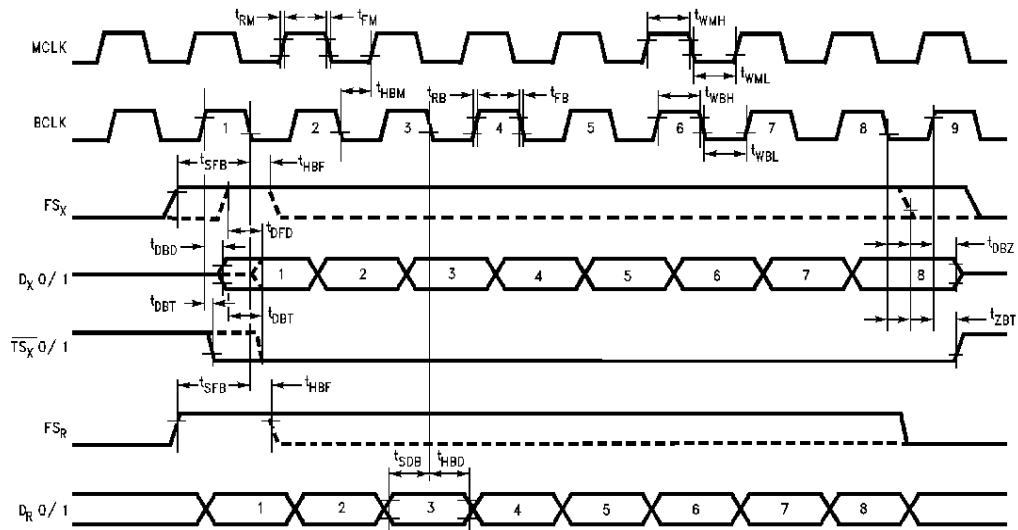 tRM tFM tWMH
MCLK
tHBM tWML
tRB tFB tWBH
BCLK 1 2 3 4 5 6 7 8 9
tSFB tHBF tWBL
FSX
tDFD
tDBD tDBZ
DX 0/1 1 2 3 4 5 6 7 8
tDBT tDBT tZBT
TSX 0/1
tSFB tHBF
FSR
tSDB tHBD
DR 0/1 1 2 3 4 5 6 7 8